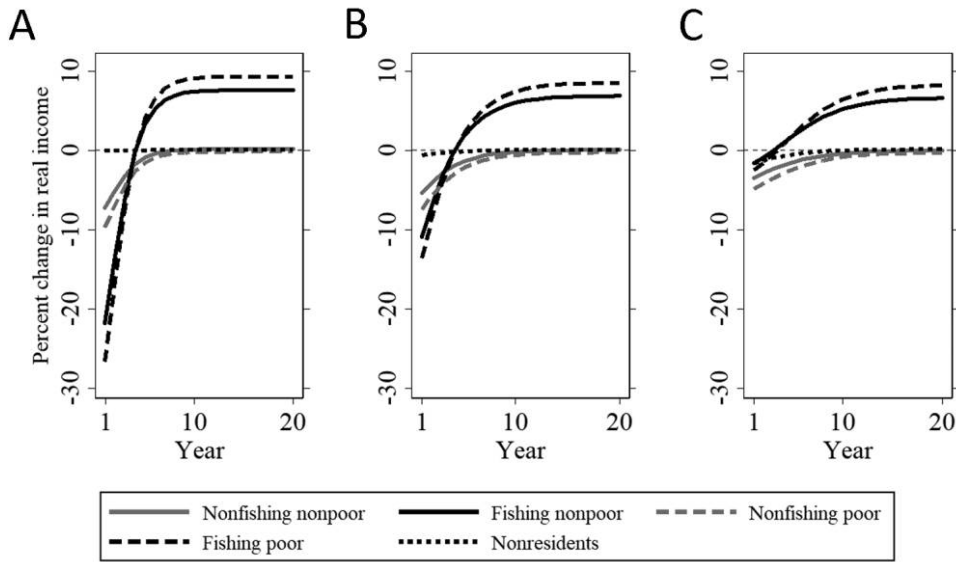 A
B
C
Percent change in real income
10
0
-10
-20
-30
1
10
20
Year
10
0
-10
-20
-30
1
10
20
Year
10
0
-10
-20
-30
1
10
20
Year
Nonfishing nonpoor
Fishing nonpoor
Nonfishing poor
Fishing poor
Nonresidents